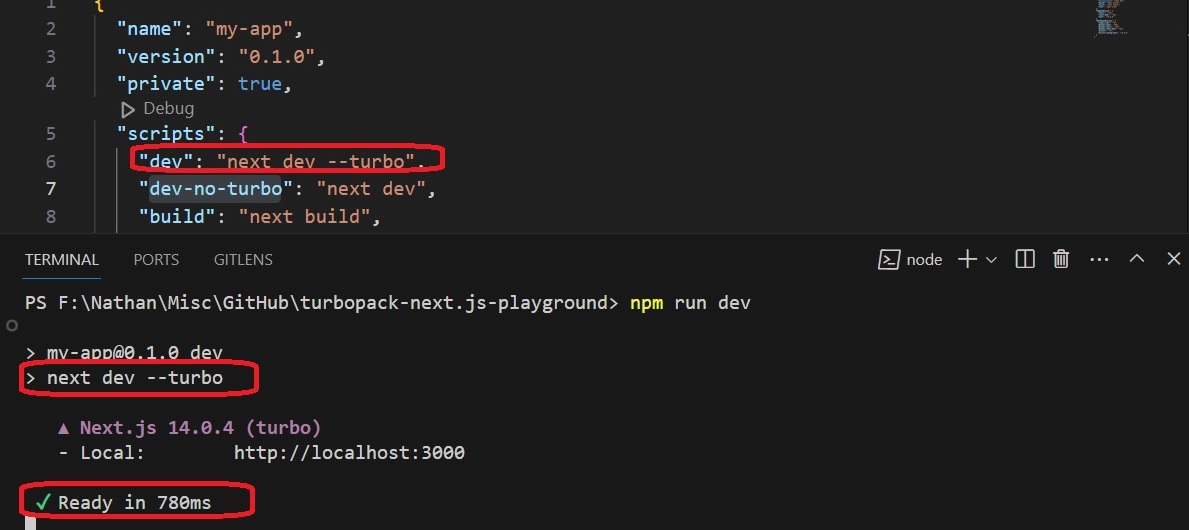 1 {
2 "name": "my-app",
3 "version": "0.1.0",
4 "private": true,
Debug
5 "scripts": {
6 "dev": "next dev --turbo",
7 "dev-no-turbo": "next dev",
8 "build": "next build",
TERMINAL PORTS GITLENS node
PS F:\Nathan\Misc\GitHub\turbopack-next.js-playground> npm run dev
> my-app@0.1.0 dev
> next dev --turbo
▲ Next.js 14.0.4 (turbo)
- Local: http://localhost:3000
✓ Ready in 780ms